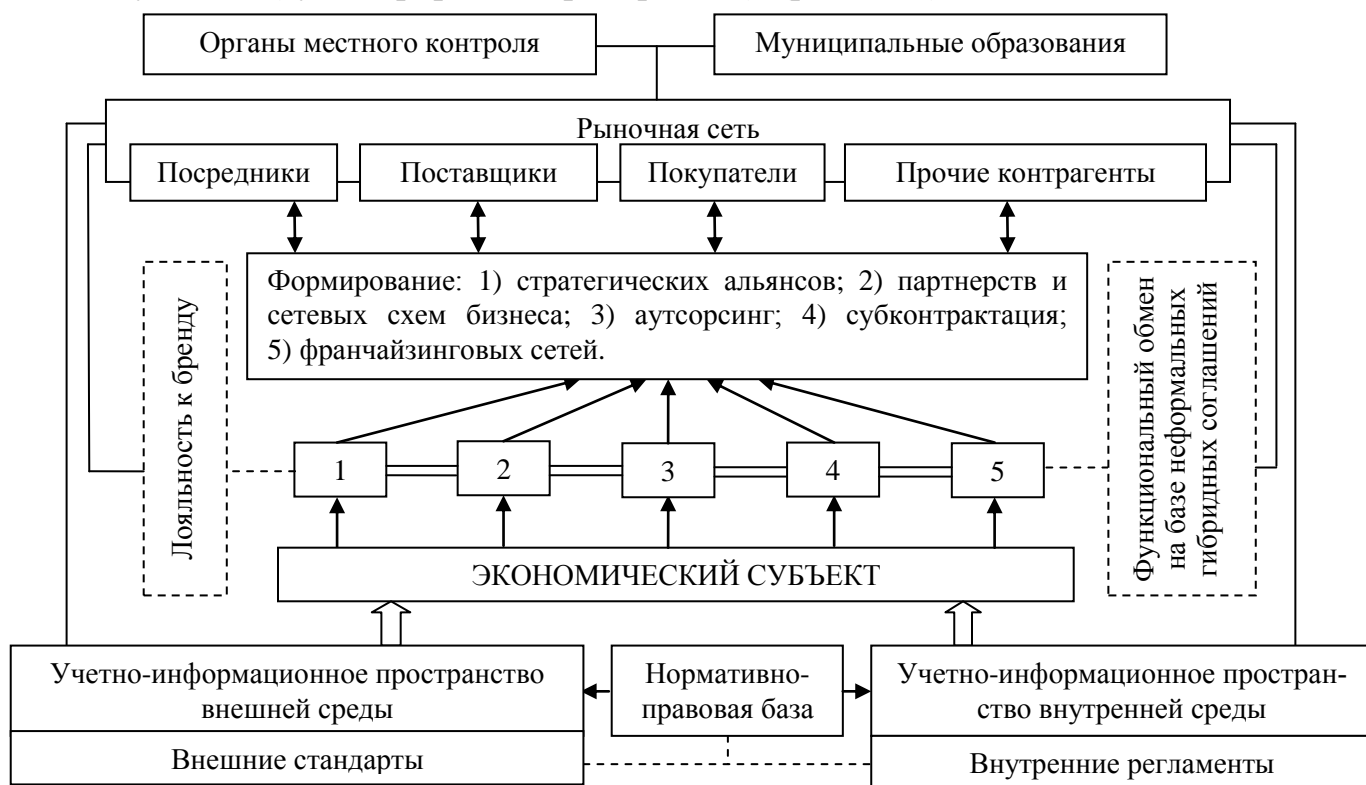 Органы местного контроля
Муниципальные образования
Рыночная сеть
Посредники
Поставщики
Покупатели
Прочие контрагенты
Формирование: 1) стратегических альянсов; 2) партнерств и
сетевых схем бизнеса; 3) аутсорсинг; 4) субконтрактация;
5) франчайзинговых сетей.
Лояльность к бренду
Функциональный обмен
на базе неформальных
гибридных соглашений
1
2
3
4
5
ЭКОНОМИЧЕСКИЙ СУБЪЕКТ
Учетно-информационное пространство
внешней среды
Нормативно-
правовая база
Учетно-информационное простран-
ство внутренней среды
Внешние стандарты
Внутренние регламенты